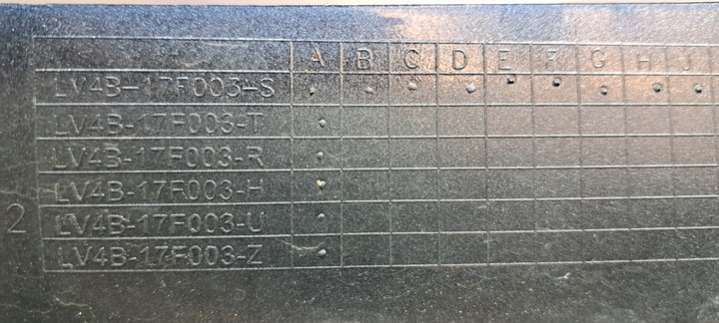 A B C D E F G H J
LV4B-17F003-S
LV4B-17F003-T
LV4B-17F003-R
LV4B-17F003-H
2 LV4B-17F003-U
LV4B-17F003-Z